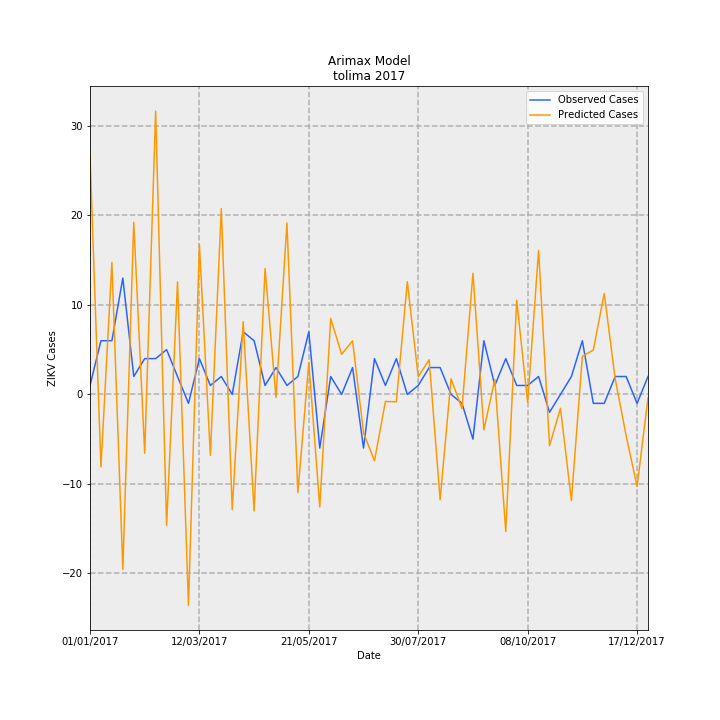 Arimax Model
tolima 2017
Observed Cases
Predicted Cases
ZIKV Cases
30
20
10
0
−10
−20
01/01/2017
12/03/2017
21/05/2017
30/07/2017
08/10/2017
17/12/2017
Date